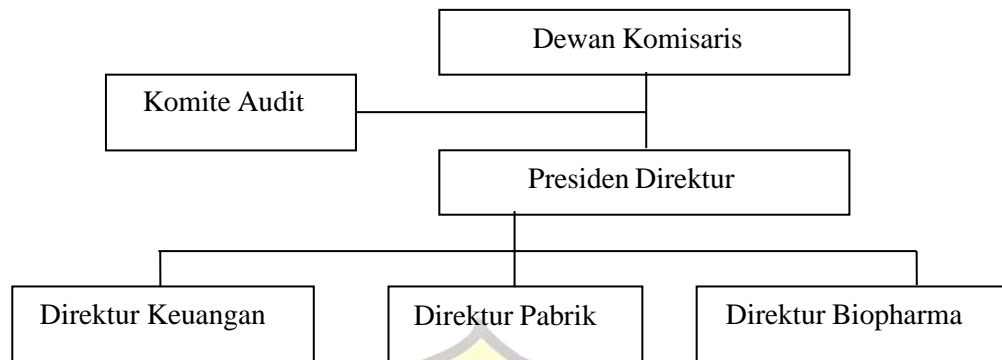 Dewan Komisaris
Komite Audit
Presiden Direktur
Direktur Keuangan
Direktur Pabrik
Direktur Biopharma